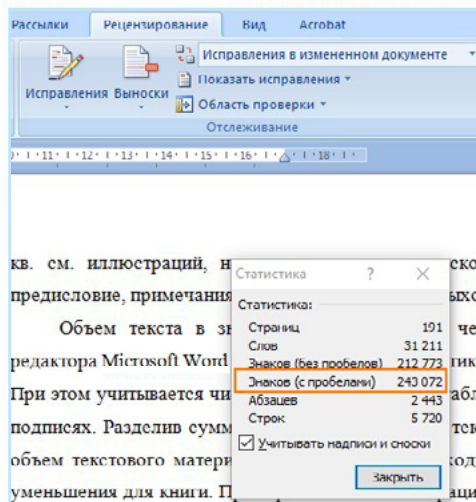 Рассылки Рецензирование Вид Acrobat
Исправления в измененном документе
Показать исправления
Исправления Выноски
Область проверки
Отслеживание
11 12 13 14 15 16 18
кв. см. иллюстраций, н
предисловие, примечания
Объем текста в
редактора Microsoft Word
При этом учитывается
подписях. Разделив
объем текстового
уменьшения для книги. П
Статистика ? ×
Статистика:
Страниц 191
Слов 31 211
Знаков (без пробелов) 212 773
Знаков (с пробелами) 243 072
Абзацев 2 443
Строк 5 720
Учитывать надписи и сноски
Закрыть